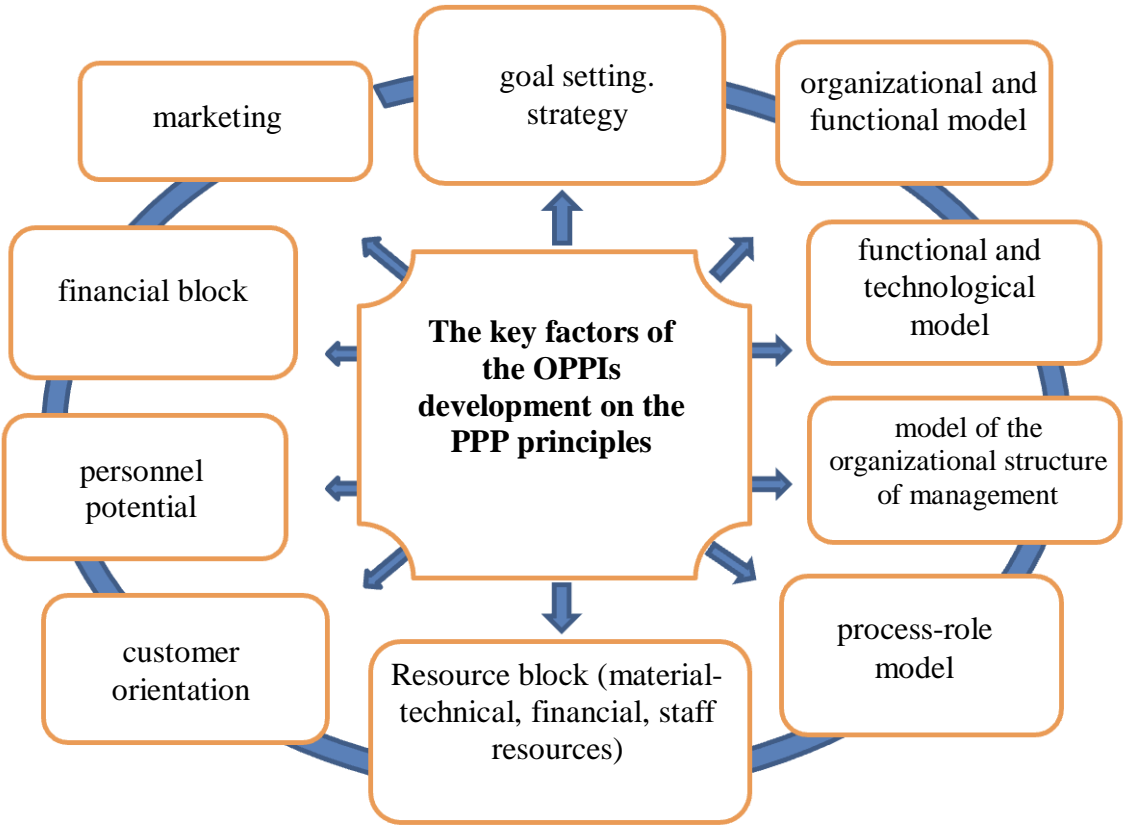 goal setting.
strategy
organizational and
functional model
marketing
functional and
technological
model
financial block
The key factors of
the OPPIs
development on the
PPP principles
model of the
organizational structure
of management
personnel
potential
process-role
model
customer
orientation
Resource block (material-
technical, financial, staff
resources)